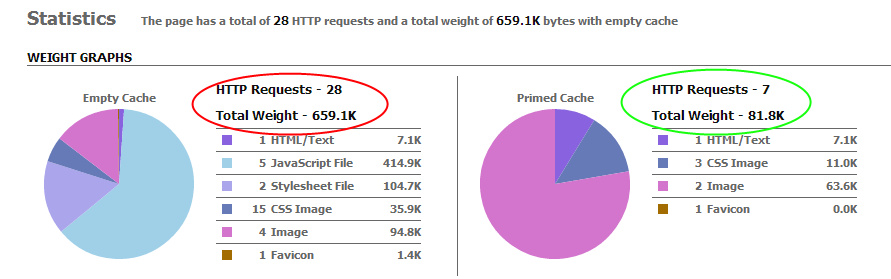 Statistics The page has a total of 28 HTTP requests and a total weight of 659.1K bytes with empty cache
WEIGHT GRAPHS
Empty Cache
HTTP Requests - 28
Total Weight - 659.1K
1 HTML/Text 7.1K
5 JavaScript File 414.9K
2 Stylesheet File 104.7K
15 CSS Image 35.9K
4 Image 94.8K
1 Favicon 1.4K
Primed Cache
HTTP Requests - 7
Total Weight - 81.8K
1 HTML/Text 7.1K
3 CSS Image 11.0K
2 Image 63.6K
1 Favicon 0.0K